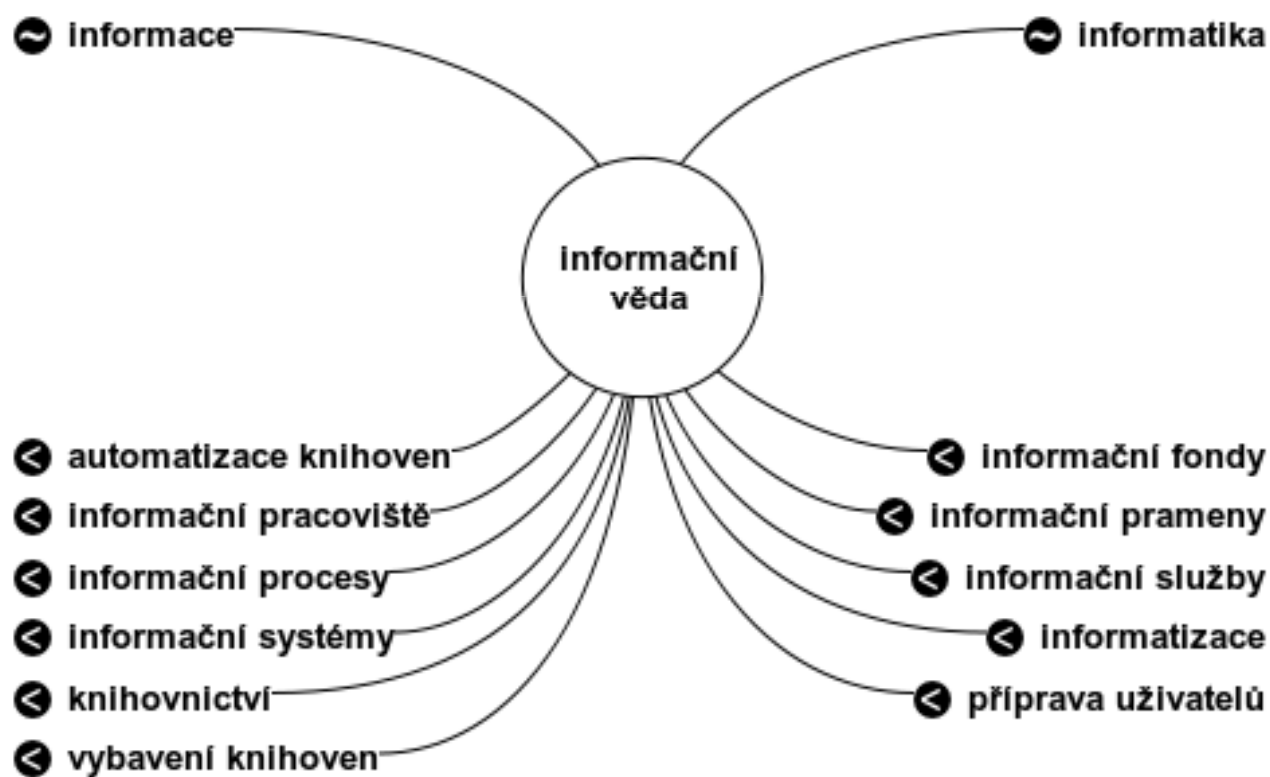 ~ informace
~ informatika
informační
věda
< automatizace knihoven
< informační pracoviště
< informační procesy
< informační systémy
< knihovnictví
< vybavení knihoven
< informační fondy
< informační prameny
< informační služby
< informatizace
< příprava uživatelů